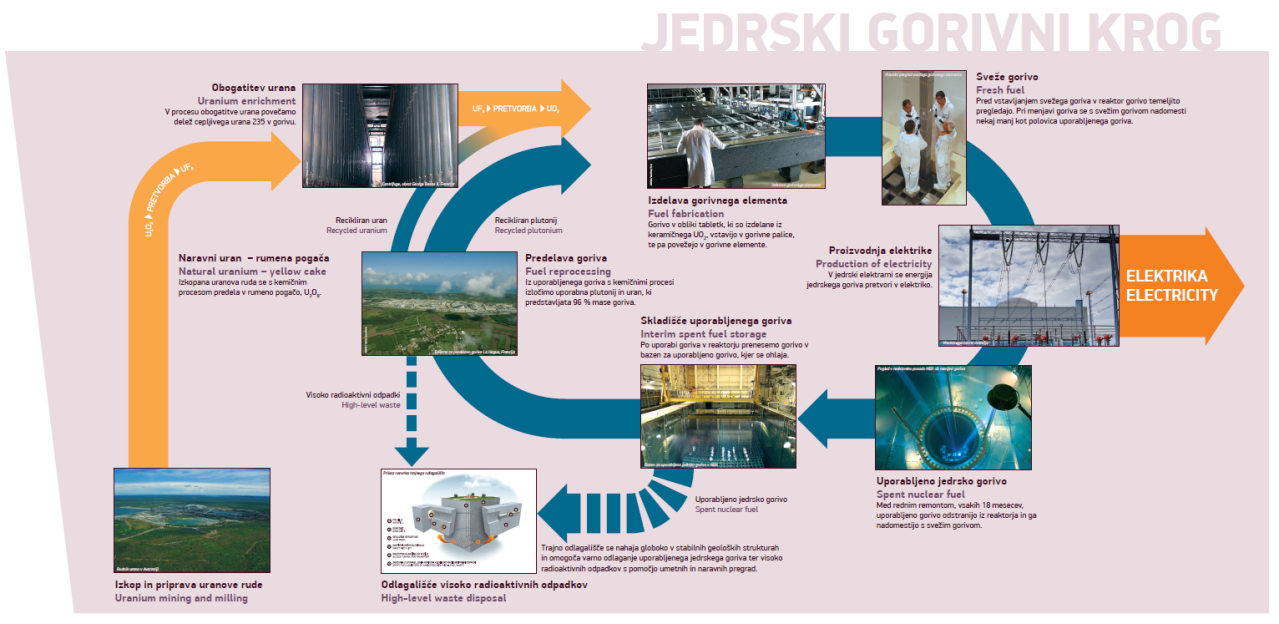 JEDRSKI GORIVNI KROG
Obogatitev urana
Uranium enrichment
V procesu obogatitve urana povečamo
delež cepljivega urana 235 v gorivu.
UF₆ PRETVORBA UO₂
U₃O₈ PRETVORBA UF₆
Naravni uran – rumena pogača
Natural uranium – yellow cake
Izkopana uranova ruda se s kemičnim
procesom predela v rumeno pogačo, U₃O₈.
Recikliran uran
Recycled uranium
Recikliran plutonij
Recycled plutonium
Predelava goriva
Fuel reprocessing
Iz uporabljenega goriva s kemičnimi procesi
izločimo uporabna plutonij in uran, ki
predstavljata 96 % mase goriva.
Izdelava gorivnega elementa
Fuel fabrication
Gorivo v obliki tabletk, ki so izdelane iz
keramičnega UO₂, vstavijo v gorivne palice,
te pa povežejo v gorivne elemente.
Sveže gorivo
Fresh fuel
Pred vstavljanjem svežega goriva v reaktor gorivo temeljito
pregledajo. Pri menjavi goriva se s svežim gorivom nadomesti
nekaj manj kot polovica uporabljenega goriva.
Proizvodnja elektrike
Production of electricity
V jedrski elektrarni se energija
jedrskega goriva pretvori v elektriko.
ELEKTRIKA
ELECTRICITY
Skladišče uporabljenega goriva
Interim spent fuel storage
Po uporabi goriva v reaktorju prenesemo gorivo v
bazen za uporabljeno gorivo, kjer se ohlaja.
Uporabljeno jedrsko gorivo
Spent nuclear fuel
Med rednim remontom, vsakih 18 mesecev,
uporabljeno gorivo odstranijo iz reaktorja in ga
nadomestijo s svežim gorivom.
Visoko radioaktivni odpadki
High-level waste
Uporabljeno jedrsko gorivo
Spent nuclear fuel
Trajno odlagališče se nahaja globoko v stabilnih geoloških strukturah
in omogoča varno odlaganje uporabljenega jedrskega goriva ter visoko
radioaktivnih odpadkov s pomočjo umetnih in naravnih pregrad.
Rudnik urana v Avstraliji
Izkop in priprava uranove rude
Uranium mining and milling
Odlagališče visoko radioaktivnih odpadkov
High-level waste disposal